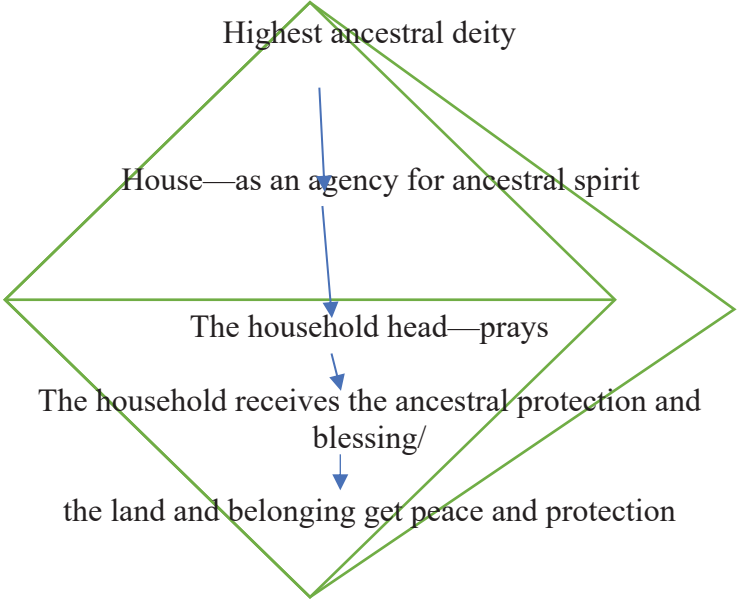 Highest ancestral deity
House—as an agency for ancestral spirit
The household head—prays
The household receives the ancestral protection and
blessing/
the land and belonging get peace and protection